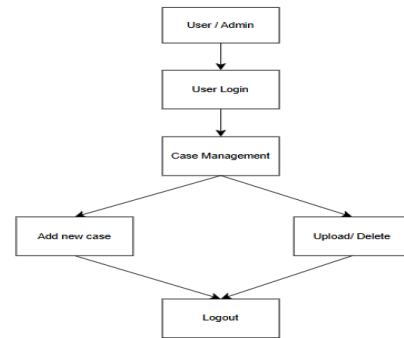 User / Admin
User Login
Case Management
Add new case
Upload/ Delete
Logout